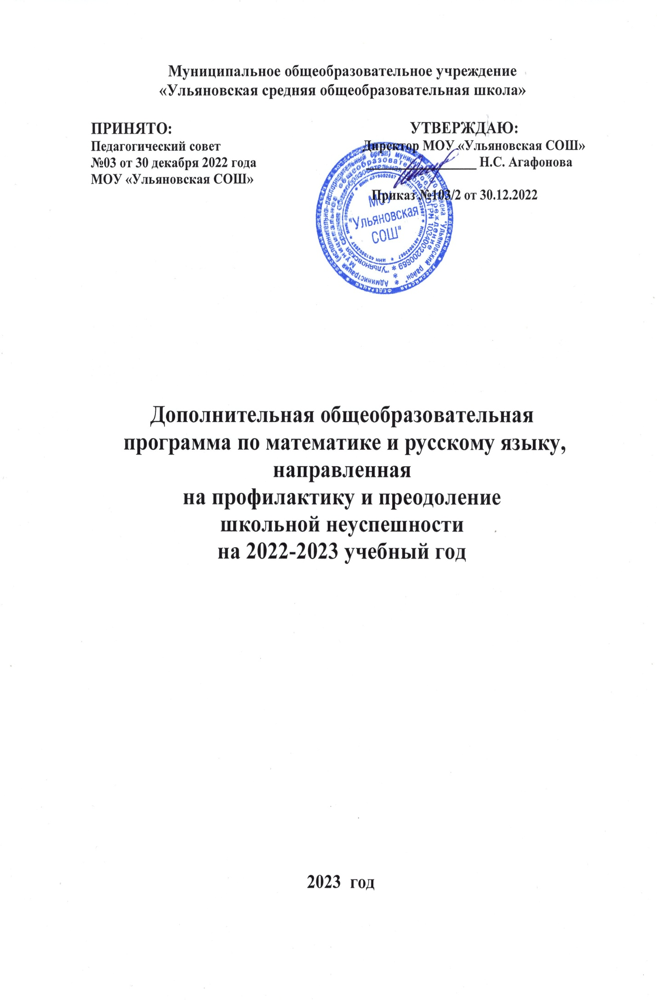 Муниципальное общеобразовательное учреждение
«Ульяновская средняя общеобразовательная школа»
ПРИНЯТО:
Педагогический совет
№03 от 30 декабря 2022 года
МОУ «Ульяновская СОШ»
УТВЕРЖДАЮ:
Директор МОУ «Ульяновская СОШ»
Н.С. Агафонова
Приказ №103/2 от 30.12.2022
МОУ
"Ульяновская
СОШ"
Дополнительная общеобразовательная
программа по математике и русскому языку,
направленная
на профилактику и преодоление
школьной неуспешности
на 2022-2023 учебный год
2023 год